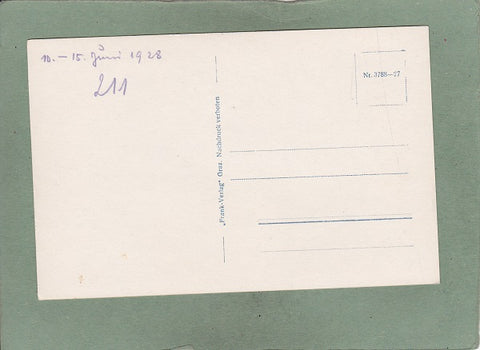 10.–15. Juni 1928
211
Nr. 3788–27
„Frank-Verlag" Graz. Nachdruck verboten